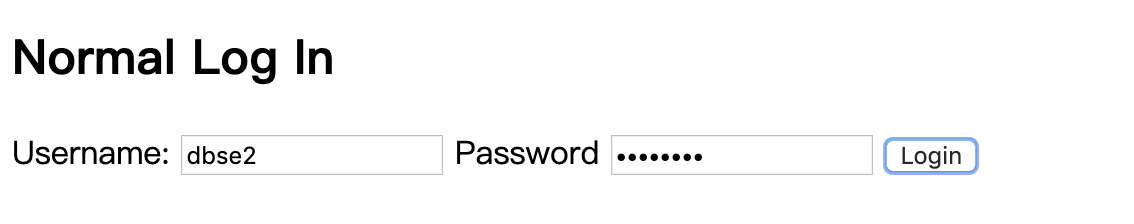 Normal Log In
Username: dbse2 Password •••••••• Login